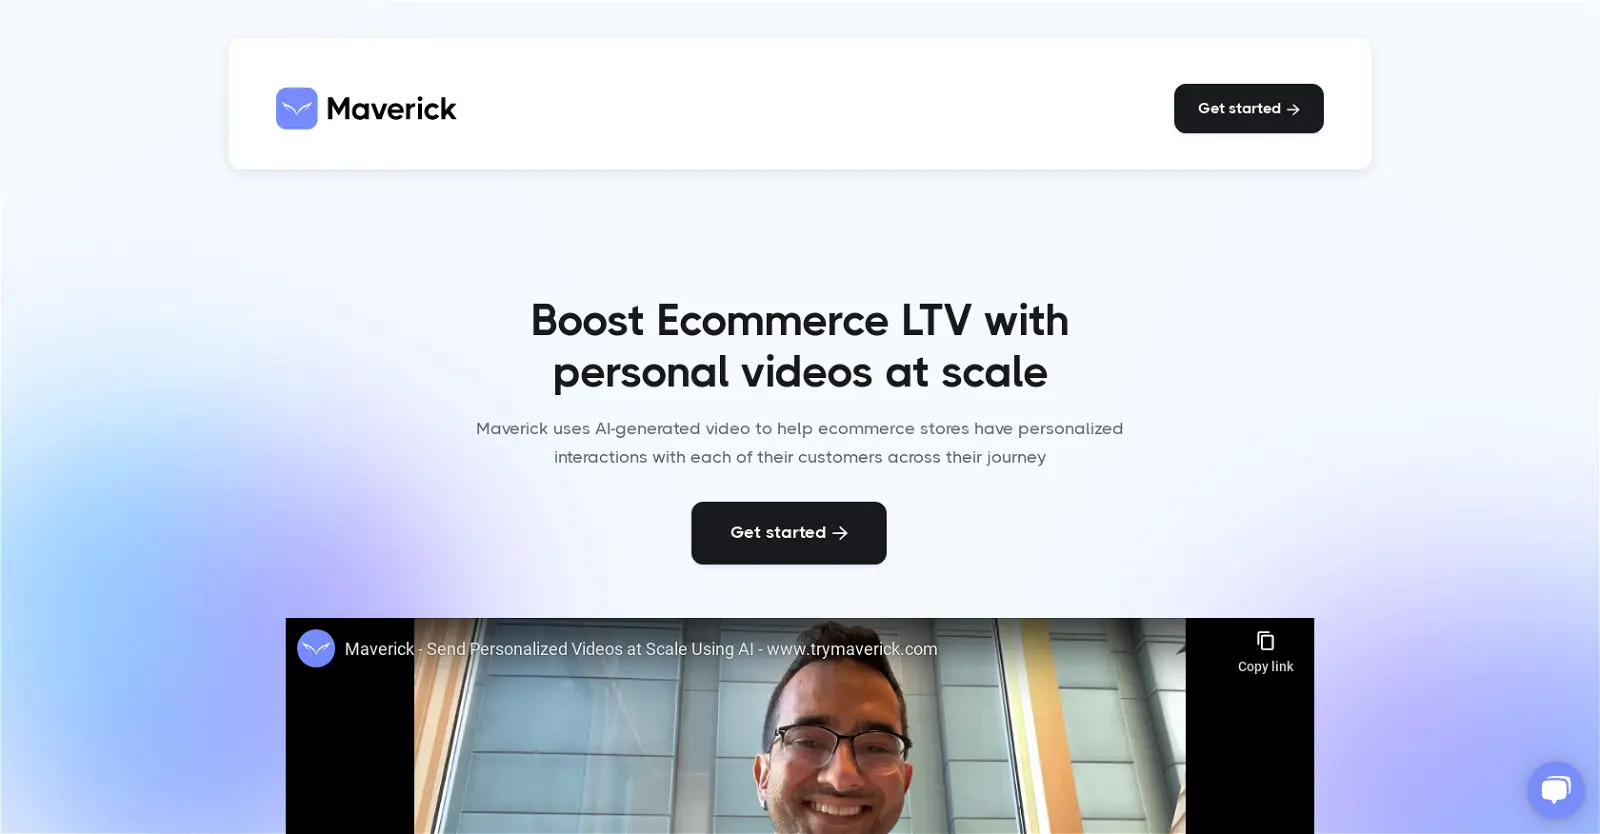 Maverick
Get started →
Boost Ecommerce LTV with
personal videos at scale
Maverick uses AI-generated video to help ecommerce stores have personalized
interactions with each of their customers across their journey
Get started →
Maverick - Send Personalized Videos at Scale Using AI - www.trymaverick.com
Copy link